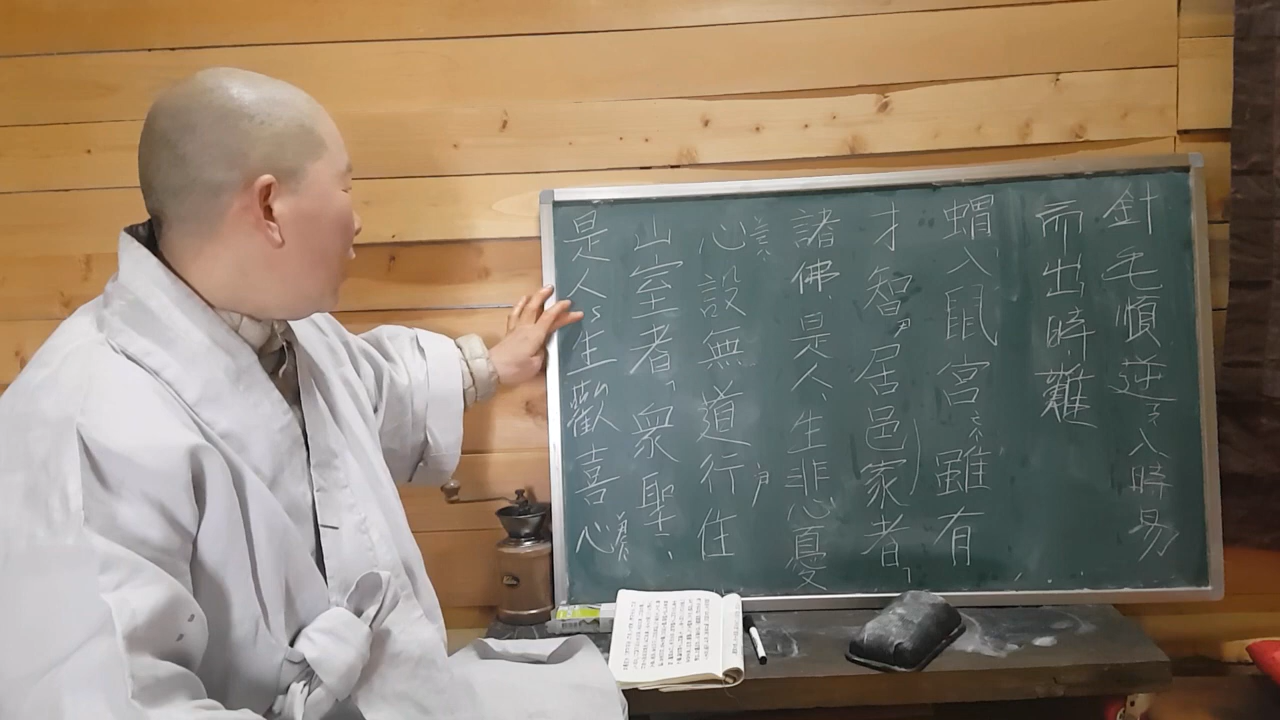 針毛順逆入時易
而出時難
蝟入鼠宮雖有
才智居邑家者
諸佛是人生悲憂
心設無道行戶住
山室者衆聖
是人生歡喜心